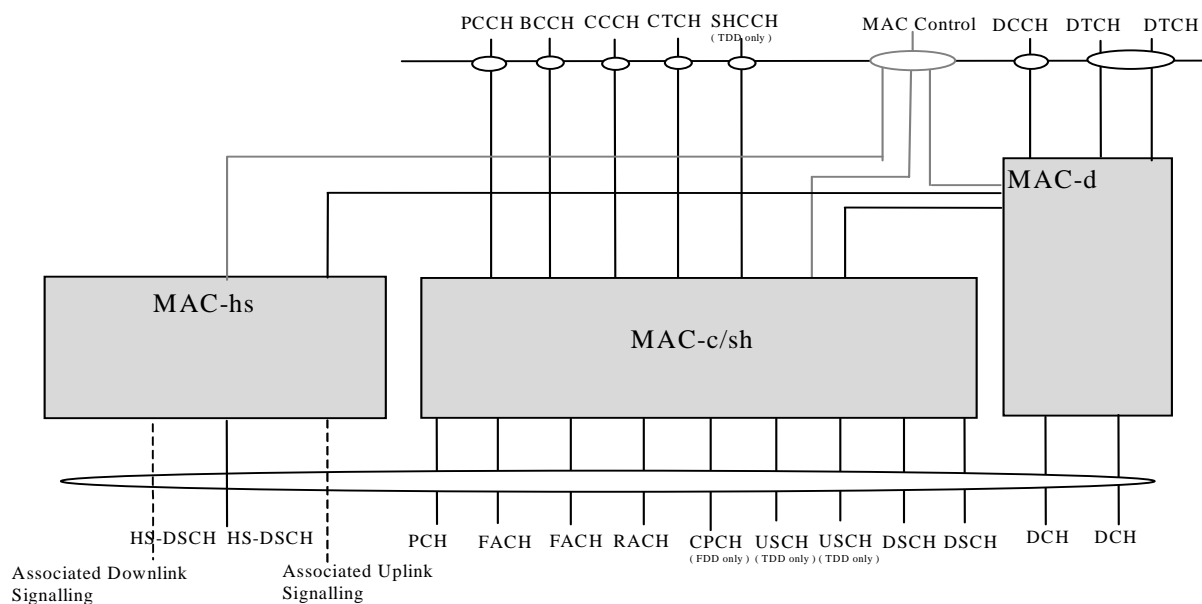 PCCH BCCH CCCH CTCH SHCCH MAC Control DCCH DTCH DTCH
( TDD only )
MAC-d
MAC-hs
MAC-c/sh
HS-DSCH HS-DSCH PCH FACH FACH RACH CPCH USCH USCH DSCH DSCH DCH DCH
( FDD only ) ( TDD only ) ( TDD only )
Associated Downlink
Signalling
Associated Uplink
Signalling